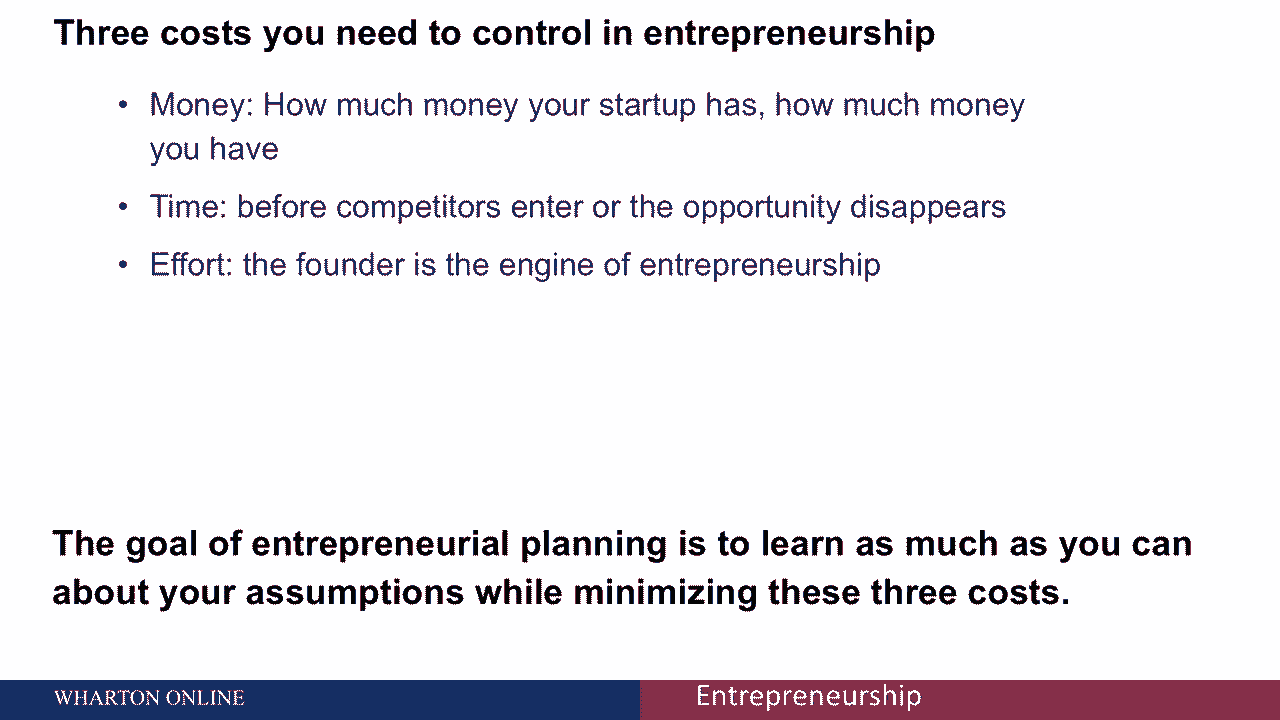 Three costs you need to control in entrepreneurship
• Money: How much money your startup has, how much money
you have
• Time: before competitors enter or the opportunity disappears
• Effort: the founder is the engine of entrepreneurship
The goal of entrepreneurial planning is to learn as much as you can
about your assumptions while minimizing these three costs.
WHARTON ONLINE
Entrepreneurship